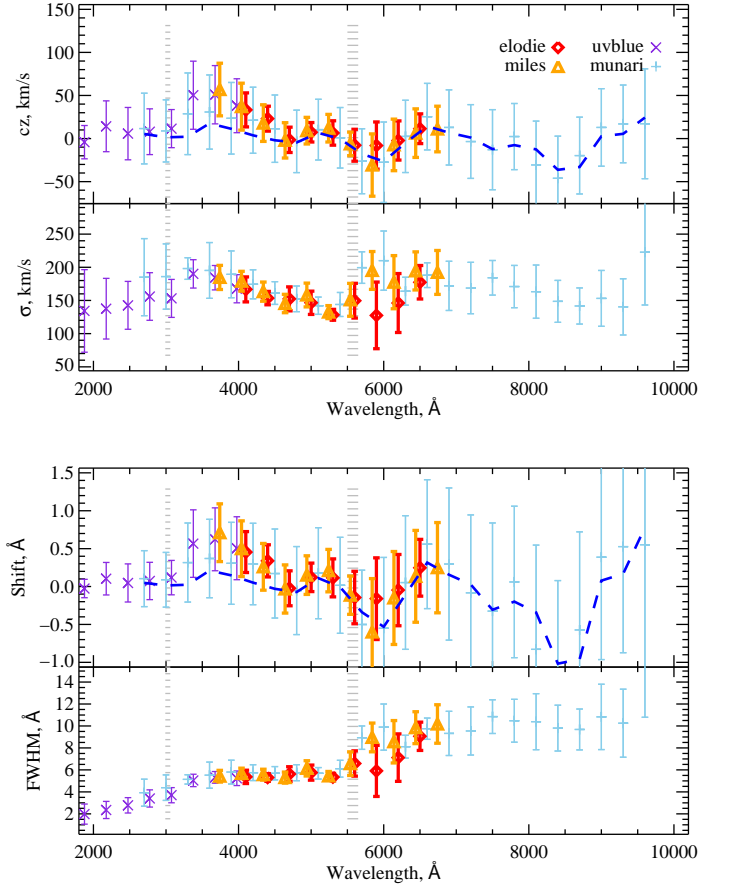 150
elodie uvblue
100
miles munari
50
0
−50
cz, km/s
250
200
150
100
50
σ, km/s
2000 4000 6000 8000 10000
Wavelength, Å
1.5
1.0
0.5
0.0
−0.5
−1.0
Shift, Å
14
12
10
8
6
4
2
FWHM, Å
2000 4000 6000 8000 10000
Wavelength, Å